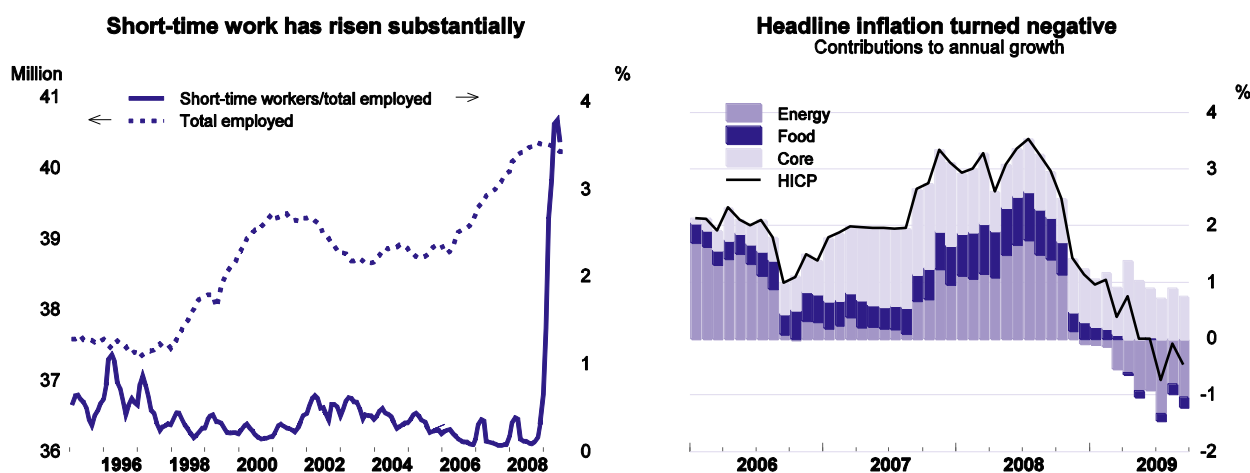 Short-time work has risen substantially
Million
%
41
4
Short-time workers/total employed
Total employed
40
3
39
2
38
1
37
36
0
1996 1998 2000 2002 2004 2006 2008
Headline inflation turned negative
Contributions to annual growth
%
Energy
Food
Core
HICP
4
3
2
1
0
-1
-2
2006 2007 2008 2009